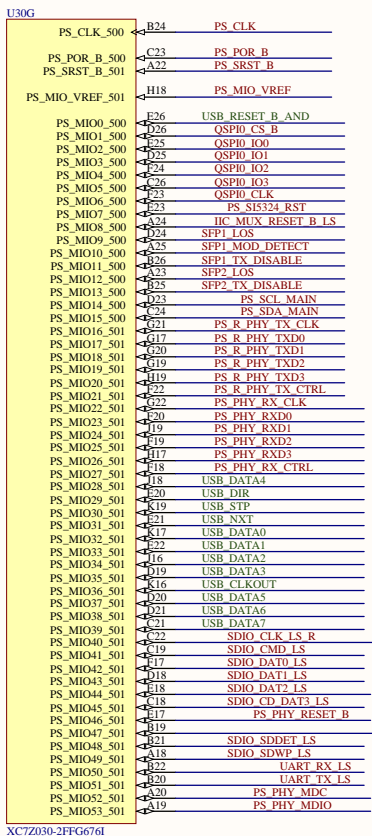 U30G
PS_CLK_500 B24 PS_CLK
PS_POR_B_500 C23 PS_POR_B
PS_SRST_B_501 A22 PS_SRST_B
PS_MIO_VREF_501 H18 PS_MIO_VREF
PS_MIO0_500 E26 USB_RESET_B_AND
PS_MIO1_500 D26 QSPI0_CS_B
PS_MIO2_500 E25 QSPI0_IO0
PS_MIO3_500 D25 QSPI0_IO1
PS_MIO4_500 F24 QSPI0_IO2
PS_MIO5_500 C26 QSPI0_IO3
PS_MIO6_500 F23 QSPI0_CLK
PS_MIO7_500 E23 PS_SI5324_RST
PS_MIO8_500 A24 IIC_MUX_RESET_B_LS
PS_MIO9_500 D24 SFP1_LOS
PS_MIO10_500 A25 SFP1_MOD_DETECT
PS_MIO11_500 B26 SFP1_TX_DISABLE
PS_MIO12_500 A23 SFP2_LOS
PS_MIO13_500 B25 SFP2_TX_DISABLE
PS_MIO14_500 D23 PS_SCL_MAIN
PS_MIO15_500 C24 PS_SDA_MAIN
PS_MIO16_501 G21 PS_R_PHY_TX_CLK
PS_MIO17_501 G17 PS_R_PHY_TXD0
PS_MIO18_501 G20 PS_R_PHY_TXD1
PS_MIO19_501 G19 PS_R_PHY_TXD2
PS_MIO20_501 H19 PS_R_PHY_TXD3
PS_MIO21_501 F22 PS_R_PHY_TX_CTRL
PS_MIO22_501 G22 PS_PHY_RX_CLK
PS_MIO23_501 F20 PS_PHY_RXD0
PS_MIO24_501 J19 PS_PHY_RXD1
PS_MIO25_501 F19 PS_PHY_RXD2
PS_MIO26_501 H17 PS_PHY_RXD3
PS_MIO27_501 F18 PS_PHY_RX_CTRL
PS_MIO28_501 J18 USB_DATA4
PS_MIO29_501 E20 USB_DIR
PS_MIO30_501 K19 USB_STP
PS_MIO31_501 E21 USB_NXT
PS_MIO32_501 K17 USB_DATA0
PS_MIO33_501 E22 USB_DATA1
PS_MIO34_501 J16 USB_DATA2
PS_MIO35_501 D19 USB_DATA3
PS_MIO36_501 K16 USB_CLKOUT
PS_MIO37_501 D20 USB_DATA5
PS_MIO38_501 D21 USB_DATA6
PS_MIO39_501 C21 USB_DATA7
PS_MIO40_501 C22 SDIO_CLK_LS_R
PS_MIO41_501 C19 SDIO_CMD_LS
PS_MIO42_501 F17 SDIO_DAT0_LS
PS_MIO43_501 D18 SDIO_DAT1_LS
PS_MIO44_501 E18 SDIO_DAT2_LS
PS_MIO45_501 C18 SDIO_CD_DAT3_LS
PS_MIO46_501 E17 PS_PHY_RESET_B
PS_MIO47_501 B19
PS_MIO48_501 B21 SDIO_SDDET_LS
PS_MIO49_501 A18 SDIO_SDWP_LS
PS_MIO50_501 B22 UART_RX_LS
PS_MIO51_501 B20 UART_TX_LS
PS_MIO52_501 A20 PS_PHY_MDC
PS_MIO53_501 A19 PS_PHY_MDIO
XC7Z030-2FFG676I